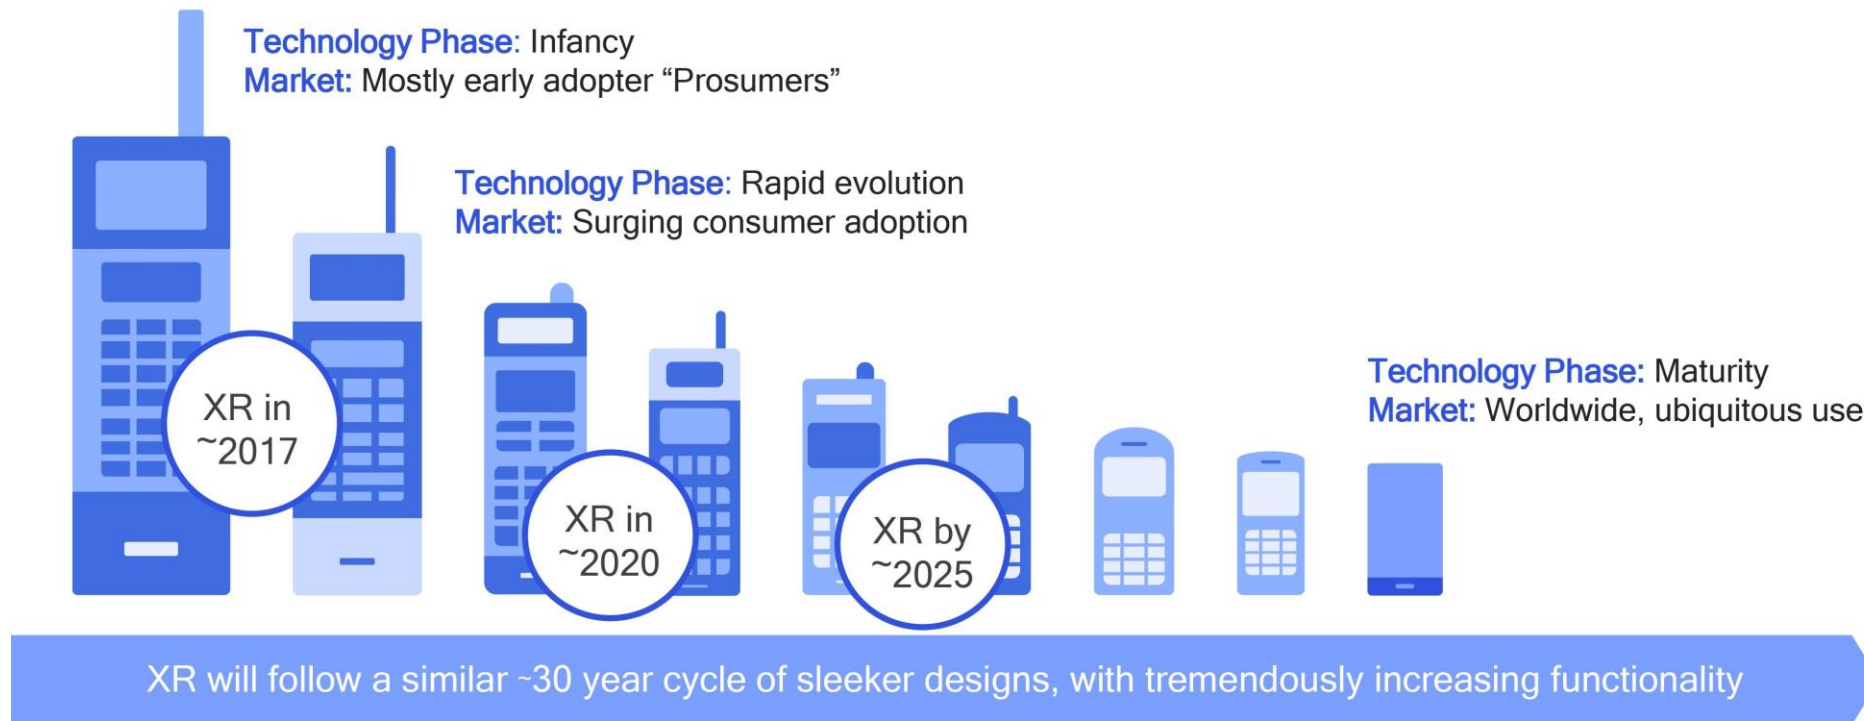 Technology Phase: Infancy
Market: Mostly early adopter “Prosumers”
Technology Phase: Rapid evolution
Market: Surging consumer adoption
Technology Phase: Maturity
Market: Worldwide, ubiquitous use
XR in
~2017
XR in
~2020
XR by
~2025
XR will follow a similar ~30 year cycle of sleeker designs, with tremendously increasing functionality